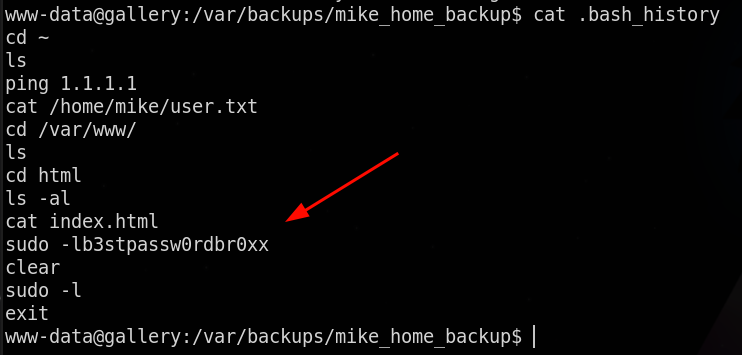 www-data@gallery:/var/backups/mike_home_backup$ cat .bash_history
cd ~
ls
ping 1.1.1.1
cat /home/mike/user.txt
cd /var/www/
ls
cd html
ls -al
cat index.html
sudo -lb3stpassw0rdbr0xx
clear
sudo -l
exit
www-data@gallery:/var/backups/mike_home_backup$